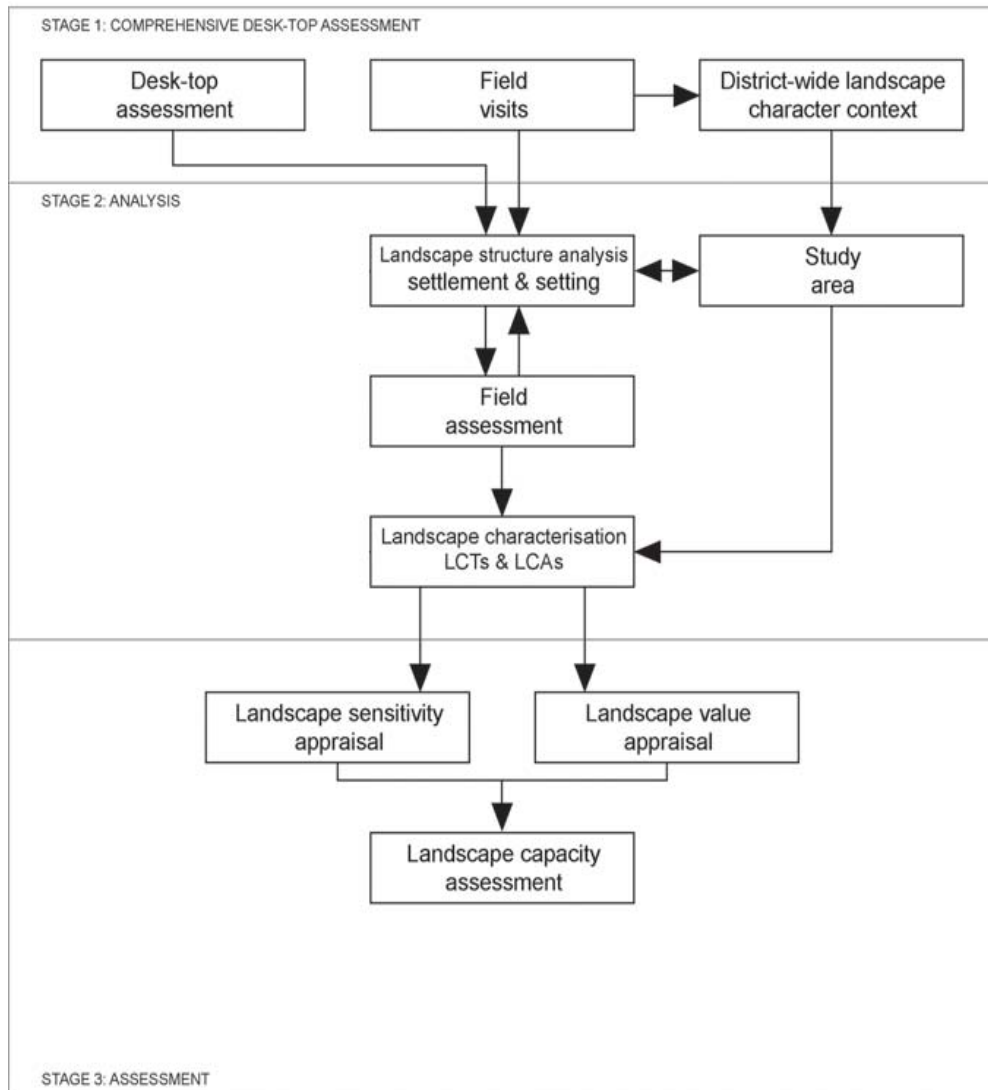 STAGE 1: COMPREHENSIVE DESK-TOP ASSESSMENT
Desk-top
assessment
Field
visits
District-wide landscape
character context
STAGE 2: ANALYSIS
Landscape structure analysis
settlement & setting
Study
area
Field
assessment
Landscape characterisation
LCTs & LCAs
Landscape sensitivity
appraisal
Landscape value
appraisal
Landscape capacity
assessment
STAGE 3: ASSESSMENT